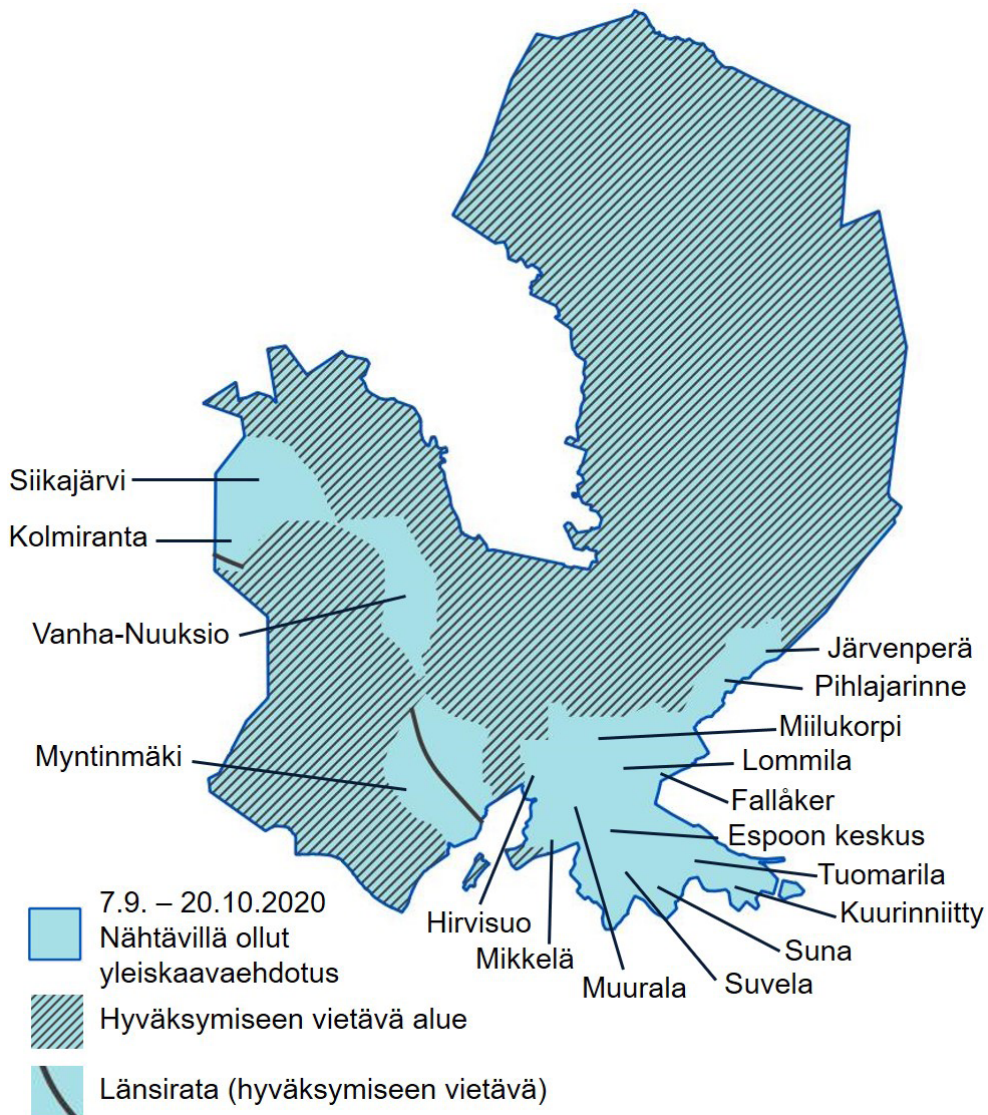 Siikajärvi
Kolmiranta
Vanha-Nuuksio
Myntinmäki
Järvenperä
Pihlajarinne
Miilukorpi
Lommila
Fallåker
Espoon keskus
Tuomarila
Kuurinniitty
Suna
Suvela
Muurala
Mikkelä
Hirvisuo
7.9. – 20.10.2020
Nähtävillä ollut
yleiskaavaehdotus
Hyväksymiseen vietävä alue
Länsirata (hyväksymiseen vietävä)